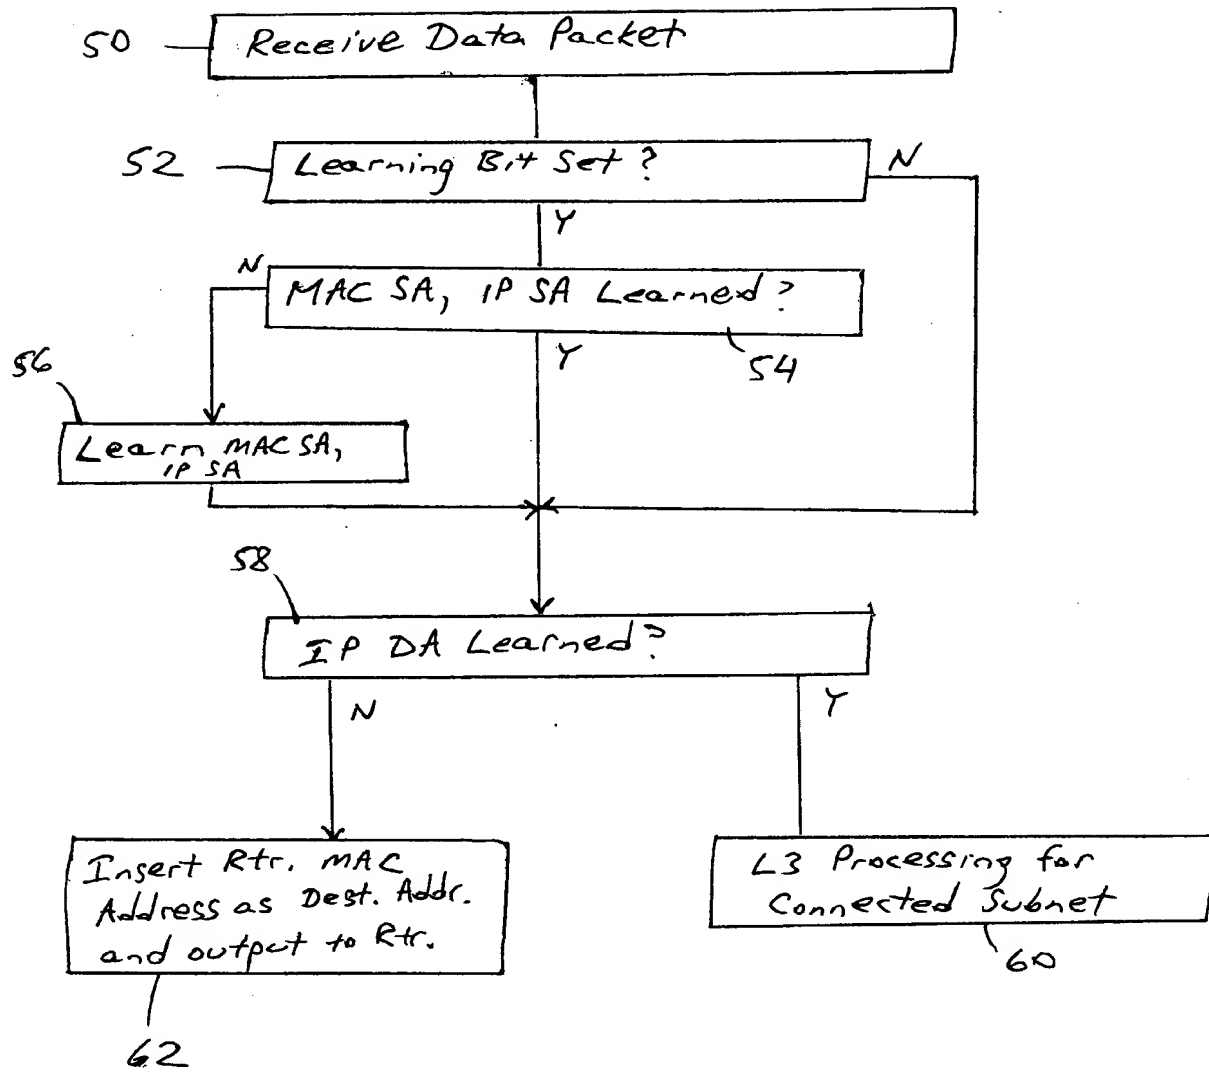 50
Receive Data Packet
52
Learning Bit Set?
N
Y
N
MAC SA, IP SA Learned?
Y
54
56
Learn MAC SA,
IP SA
58
IP DA Learned?
N
Y
Insert Rtr. MAC
Address as Dest. Addr.
and output to Rtr.
L3 Processing for
Connected Subnet
60
62